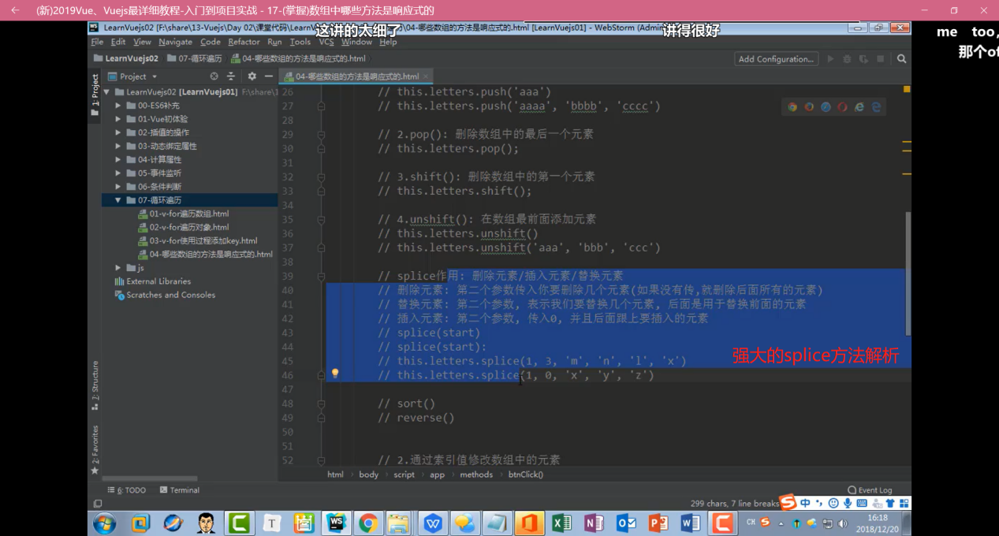 (新)2019Vue、Vuejs最详细教程-入门到项目实战 - 17-(掌握)数组中哪些方法是响应式的
这讲的太细了
讲得很好
me too,
那个of
LearnVuejs02 [F:\share\13-Vuejs\Day 02\课堂代码\LearnV
\04-哪些数组的方法是响应式的.html [LearnVuejs01] - WebStorm (Admin
File Edit View Navigate Code Refactor Run Tools VCS Window Help
LearnVuejs02 07-循环遍历 04-哪些数组的方法是响应式的.html
Add Configuration...
1: Project
Project
04-哪些数组的方法是响应式的.html
LearnVuejs02 [LearnVuejs01] F:\share\1
00-ES6补充
01-Vue初体验
02-插值的操作
03-动态绑定属性
04-计算属性
05-事件监听
06-条件判断
07-循环遍历
01-v-for遍历数组.html
02-v-for遍历对象.html
03-v-for使用过程添加key.html
04-哪些数组的方法是响应式的.html
js
External Libraries
Scratches and Consoles
7: Structure
2: Favorites
26 // this.letters.push('aaa')
27 // this.letters.push('aaaa', 'bbbb', 'cccc')
28
29 // 2.pop(): 删除数组中的最后一个元素
30 // this.letters.pop();
31
32 // 3.shift(): 删除数组中的第一个元素
33 // this.letters.shift();
34
35 // 4.unshift(): 在数组最前面添加元素
36 // this.letters.unshift()
37 // this.letters.unshift('aaa', 'bbb', 'ccc')
38
39 // splice作用: 删除元素/插入元素/替换元素
40 // 删除元素: 第二个参数传入你要删除几个元素(如果没有传,就删除后面所有的元素)
41 // 替换元素: 第二个参数, 表示我们要替换几个元素, 后面是用于替换前面的元素
42 // 插入元素: 第二个参数, 传入0, 并且后面跟上要插入的元素
43 // splice(start)
44 // splice(start):
45 // this.letters.splice(1, 3, 'm', 'n', 'l', 'x')
46 // this.letters.splice(1, 0, 'x', 'y', 'z')
47
48 // sort()
49 // reverse()
50
51
52 // 2.通过索引值修改数组中的元素
强大的splice方法解析
html body script app methods btnClick()
6: TODO Terminal Event Log
299 chars, 7 line breaks
中
CH
16:18
2018/12/20